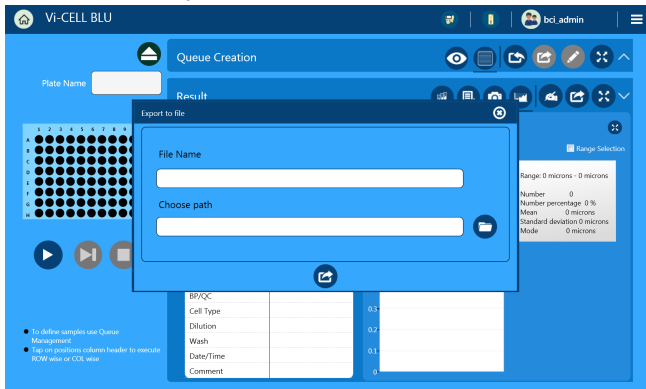 Vi-CELL BLU
bci_admin
Queue Creation
Plate Name
Result
Export to file
1 2 3 4 5 6 7 8 9
A
B
C
D
E
F
G
H
Range Selection
File Name
Range: 0 microns - 0 microns
Number 0
Number percentage 0 %
Mean 0 microns
Standard deviation 0 microns
Mode 0 microns
Choose path
BP/QC
Cell Type
Dilution
Wash
Date/Time
Comment
0.3
0.2
0.1
0
To define samples use Queue
Management
Tap on positions column header to execute
ROW wise or COL wise